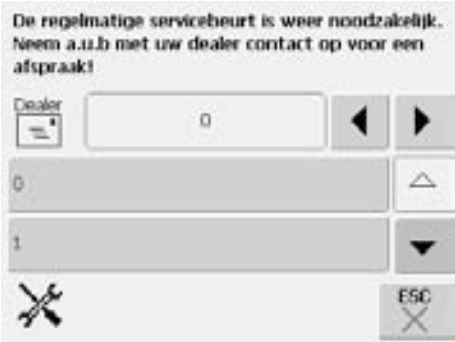 De regelmatige servicebeurt is weer noodzakelijk.
Neem a.u.b met uw dealer contact op voor een
afspraak!
Dealer
0
0
1
ESC